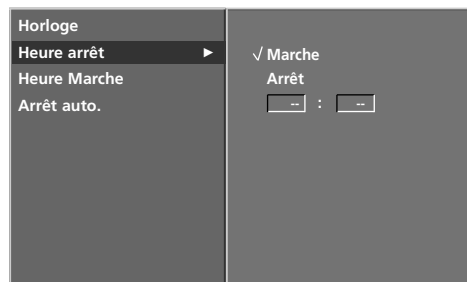 Horloge
Heure arrêt ►
Heure Marche
Arrêt auto.
√ Marche
Arrêt
-- : --